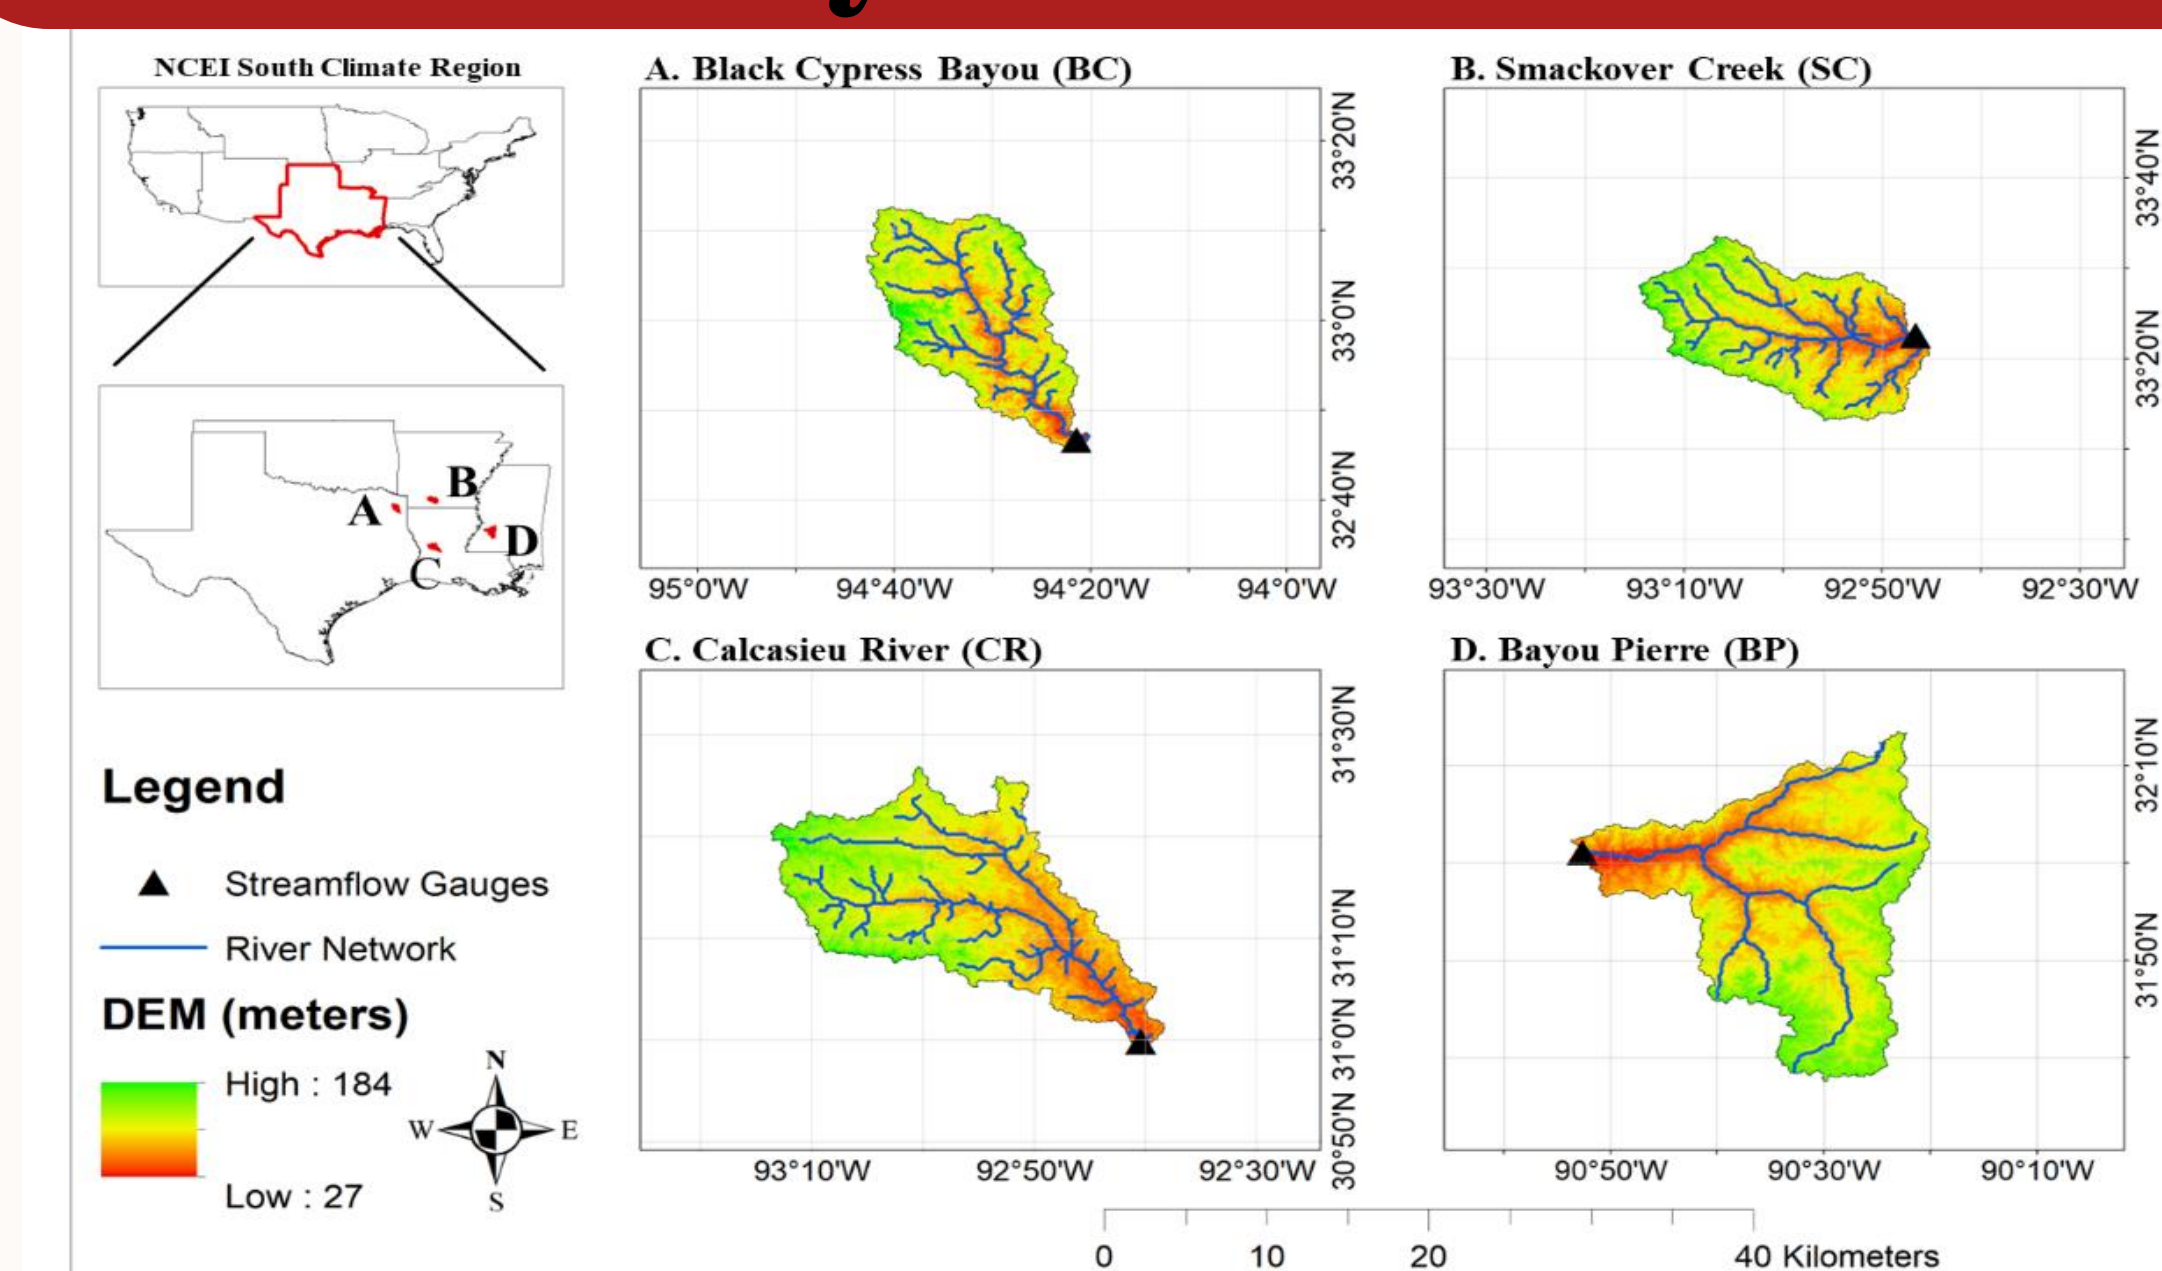 NCEI South Climate Region
A
B
C
D
Legend
Streamflow Gauges
River Network
DEM (meters)
High : 184
Low : 27
N
W
E
S
A. Black Cypress Bayou (BC)
33°20'N
33°0'N
32°40'N
95°0'W
94°40'W
94°20'W
94°0'W
B. Smackover Creek (SC)
33°40'N
33°20'N
93°30'W
93°10'W
92°50'W
92°30'W
C. Calcasieu River (CR)
31°30'N
31°10'N
31°0'N
30°50'N
93°10'W
92°50'W
92°30'W
D. Bayou Pierre (BP)
32°10'N
31°50'N
90°50'W
90°30'W
90°10'W
0
10
20
40 Kilometers